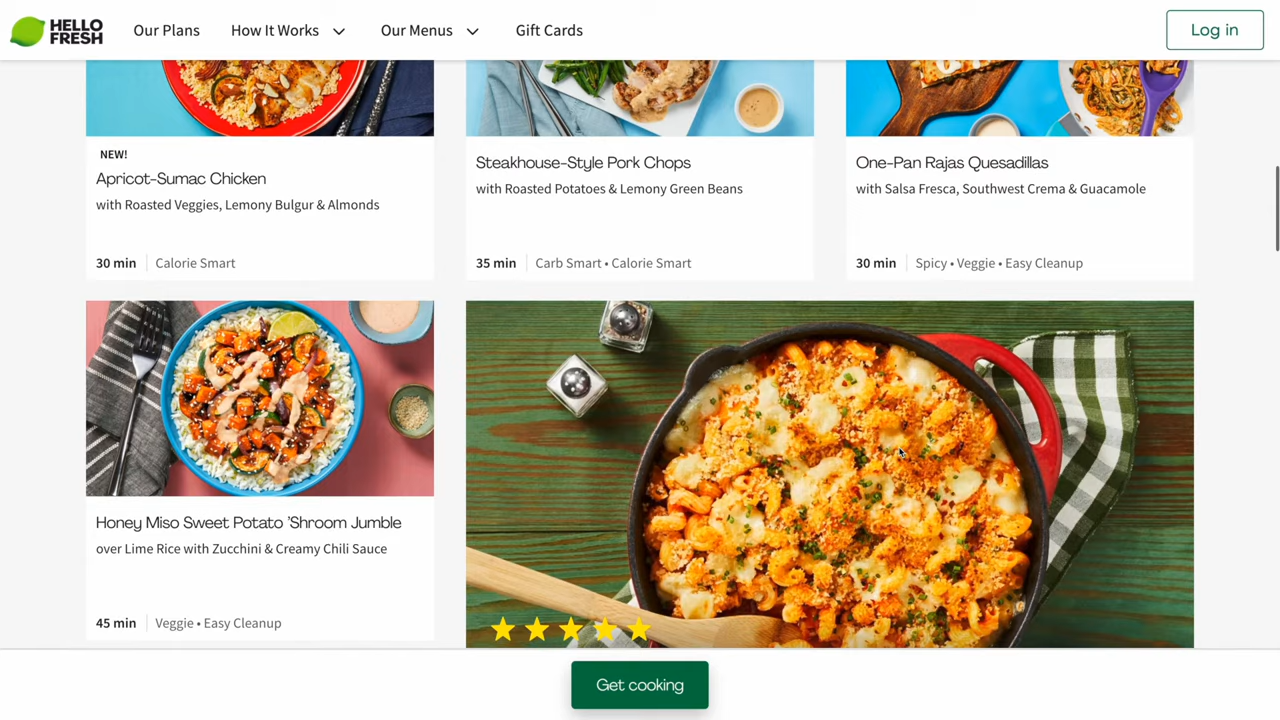 HELLO
FRESH
Our Plans
How It Works
Our Menus
Gift Cards
Log in
NEW!
Apricot-Sumac Chicken
with Roasted Veggies, Lemony Bulgur & Almonds
30 min
Calorie Smart
Steakhouse-Style Pork Chops
with Roasted Potatoes & Lemony Green Beans
35 min
Carb Smart • Calorie Smart
One-Pan Rajas Quesadillas
with Salsa Fresca, Southwest Crema & Guacamole
30 min
Spicy • Veggie • Easy Cleanup
Honey Miso Sweet Potato 'Shroom Jumble
over Lime Rice with Zucchini & Creamy Chili Sauce
45 min
Veggie • Easy Cleanup
Get cooking